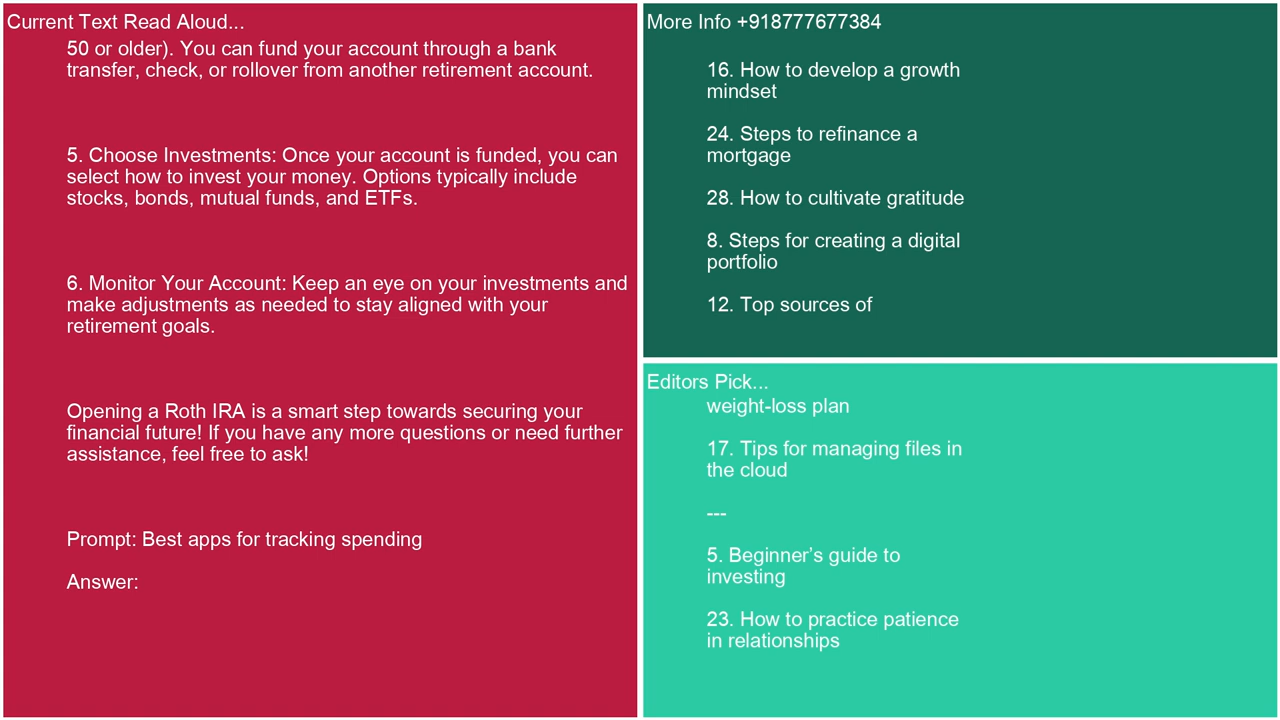 Current Text Read Aloud...
50 or older). You can fund your account through a bank
transfer, check, or rollover from another retirement account.
5. Choose Investments: Once your account is funded, you can
select how to invest your money. Options typically include
stocks, bonds, mutual funds, and ETFs.
6. Monitor Your Account: Keep an eye on your investments and
make adjustments as needed to stay aligned with your
retirement goals.
Opening a Roth IRA is a smart step towards securing your
financial future! If you have any more questions or need further
assistance, feel free to ask!
Prompt: Best apps for tracking spending
Answer:
More Info +918777677384
16. How to develop a growth
mindset
24. Steps to refinance a
mortgage
28. How to cultivate gratitude
8. Steps for creating a digital
portfolio
12. Top sources of
Editors Pick...
weight-loss plan
17. Tips for managing files in
the cloud
---
5. Beginner’s guide to
investing
23. How to practice patience
in relationships